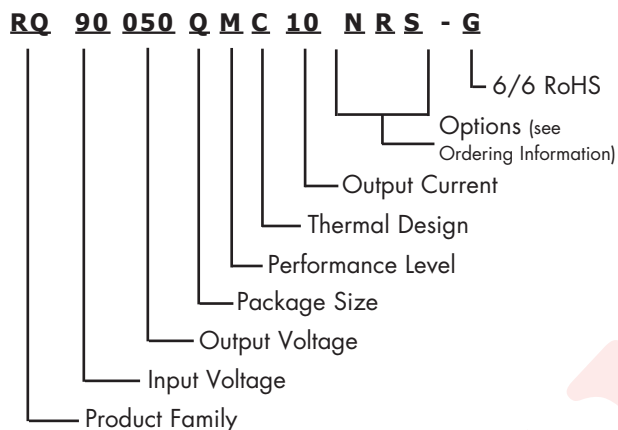 RQ 90 050 Q M C 10 N R S - G
6/6 RoHS
Options (see
Ordering Information)
Output Current
Thermal Design
Performance Level
Package Size
Output Voltage
Input Voltage
Product Family